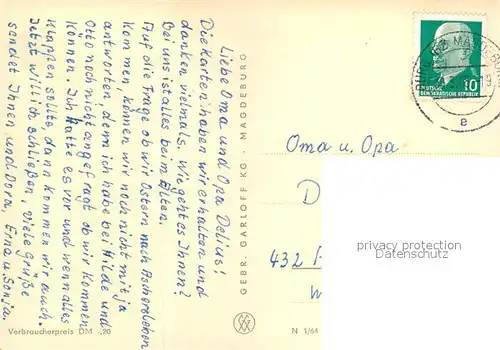 Liebe Oma und Opa Delius!
Die Karten haben wir erhalten und
danken vielmals. Wie geht es Ihnen?
Bei uns ist alles beim Alten.
Auf die Frage ob wir Ostern nach Aschersleben
kommen, können wir noch nicht mit ja
antworten, denn ich habe bei Hilde und
Otto noch nicht angefragt ob wir kommen
können. Ich hatte es vor und wenn alles
klappen sollte, dann kommen wir auch.
Jetzt will ich schließen, viele Grüße
sendet Ihnen und Dora, Erna u. Sonja.
Verbraucherpreis DM -,20
GEBR. GARLOFF KG · MAGDEBURG
N 1/64
DEUTSCHE
DEMOKRATISCHE REPUBLIK
10
BURG BZ MAGDEBURG
e
Oma u. Opa
D
432
privacy protection
Datenschutz